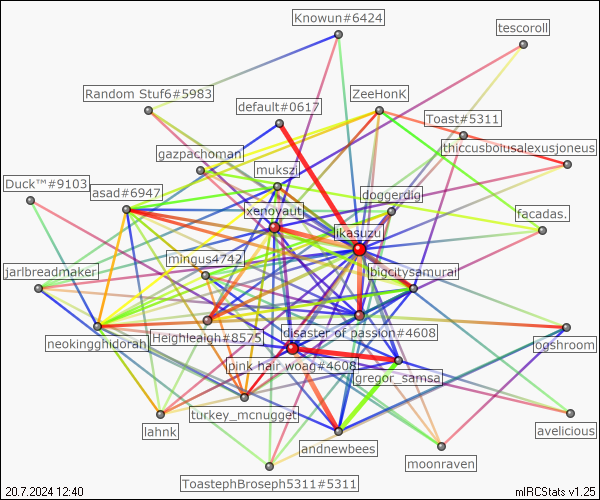 Knowun#6424
tescoroll
Random Stuf6#5983
ZeeHonK
default#0617
Toast#5311
thiccusbolusalexusjoneus
gazpachoman
mukszi
Duck™#9103
asad#6947
doggerdig
xenoyautj
facadas.
ikasuzu
mingus4742
jarlbreadmaker
bigcitysamurai
Heighleaigh#8575
disaster of passion#4608
neokingghidorah
ogshroom
pink hair woag#4608
gregor_samsa
turkey_mcnugget
lahnk
avelicious
andnewbees
moonraven
ToastephBroseph5311#5311
20.7.2024 12:40
mIRCStats v1.25